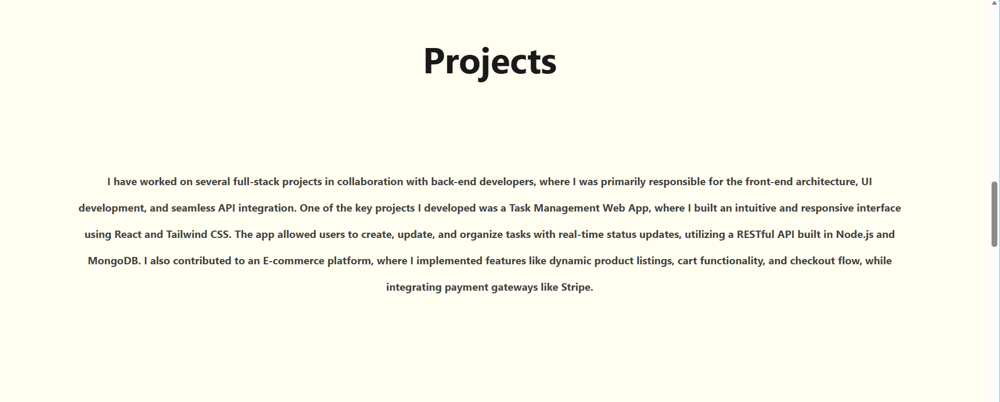 Projects
I have worked on several full-stack projects in collaboration with back-end developers, where I was primarily responsible for the front-end architecture, UI
development, and seamless API integration. One of the key projects I developed was a Task Management Web App, where I built an intuitive and responsive interface
using React and Tailwind CSS. The app allowed users to create, update, and organize tasks with real-time status updates, utilizing a RESTful API built in Node.js and
MongoDB. I also contributed to an E-commerce platform, where I implemented features like dynamic product listings, cart functionality, and checkout flow, while
integrating payment gateways like Stripe.